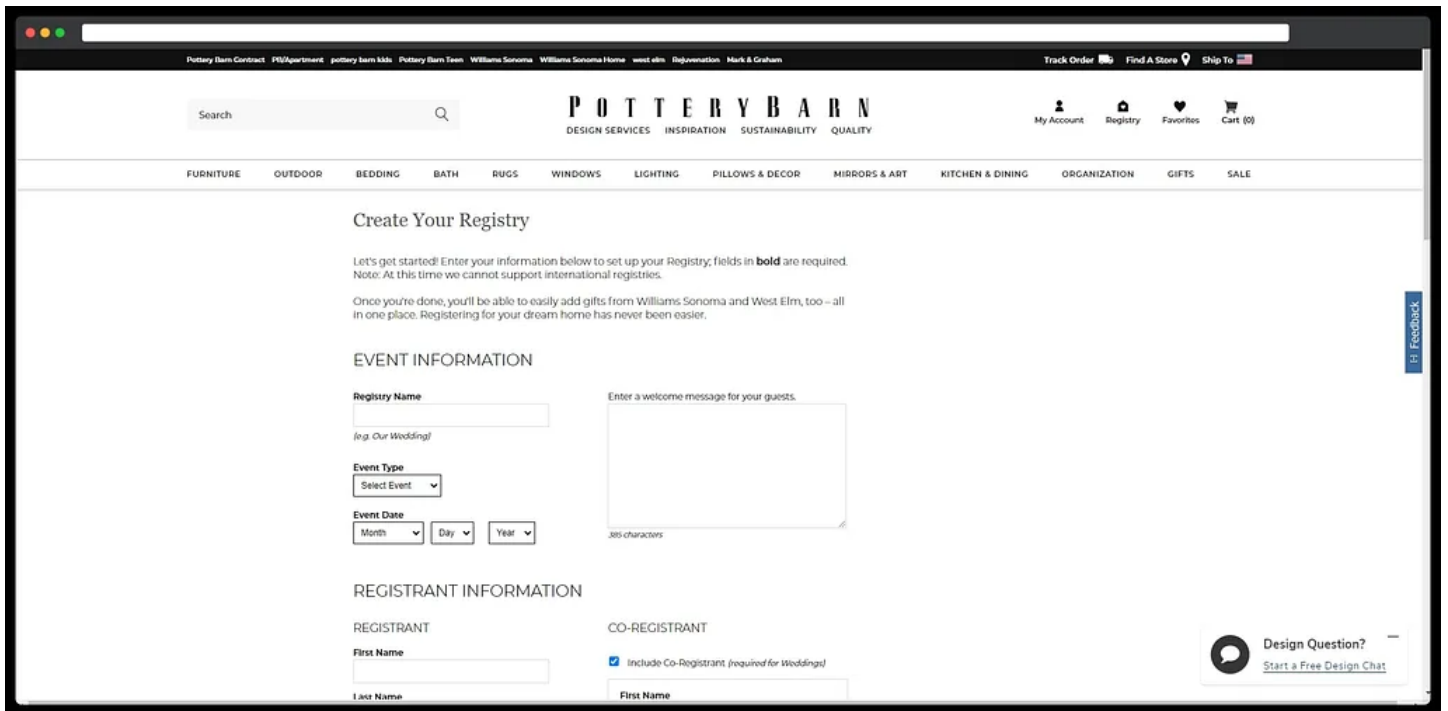 Pottery Barn Contract PB/Apartment pottery barn kids Pottery Barn Teen Williams Sonoma Williams Sonoma Home west elm Rejuvenation Mark & Graham
Track Order Find A Store Ship To
Search
POTTERYBARN
DESIGN SERVICES INSPIRATION SUSTAINABILITY QUALITY
My Account Registry Favorites Cart (0)
FURNITURE OUTDOOR BEDDING BATH RUGS WINDOWS LIGHTING PILLOWS & DECOR MIRRORS & ART KITCHEN & DINING ORGANIZATION GIFTS SALE
Create Your Registry
Let's get started! Enter your information below to set up your Registry; fields in bold are required.
Note: At this time we cannot support international registries.
Once you're done, you'll be able to easily add gifts from Williams Sonoma and West Elm, too – all
in one place. Registering for your dream home has never been easier.
EVENT INFORMATION
Registry Name
(e.g. Our Wedding)
Event Type
Select Event
Event Date
Month Day Year
Enter a welcome message for your guests.
385 characters
REGISTRANT INFORMATION
REGISTRANT
First Name
Last Name
CO-REGISTRANT
Include Co-Registrant (required for Weddings)
First Name
Feedback
Design Question?
Start a Free Design Chat